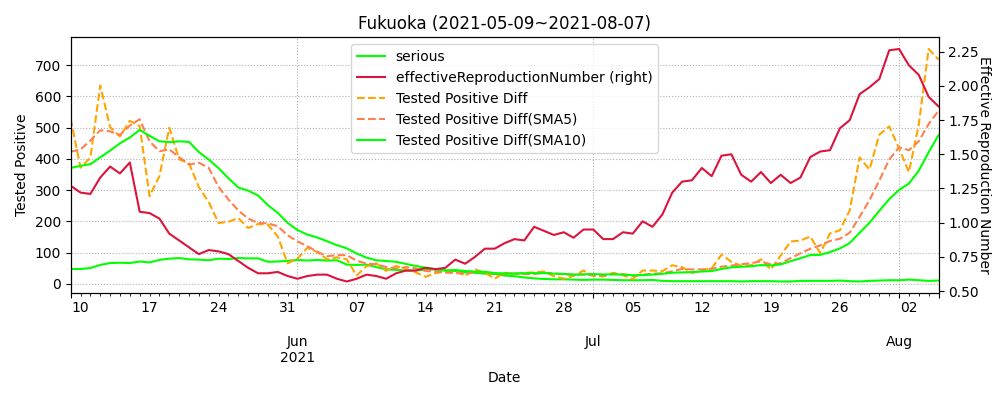 Fukuoka (2021-05-09~2021-08-07)
serious
effectiveReproductionNumber (right)
Tested Positive Diff
Tested Positive Diff(SMA5)
Tested Positive Diff(SMA10)
Tested Positive
700
600
500
400
300
200
100
0
2.25
2.00
1.75
1.50
1.25
1.00
0.75
0.50
Effective Reproduction Number
10 17 24 31 07 14 21 28 05 12 19 26 02
Jun Jul Aug
2021
Date